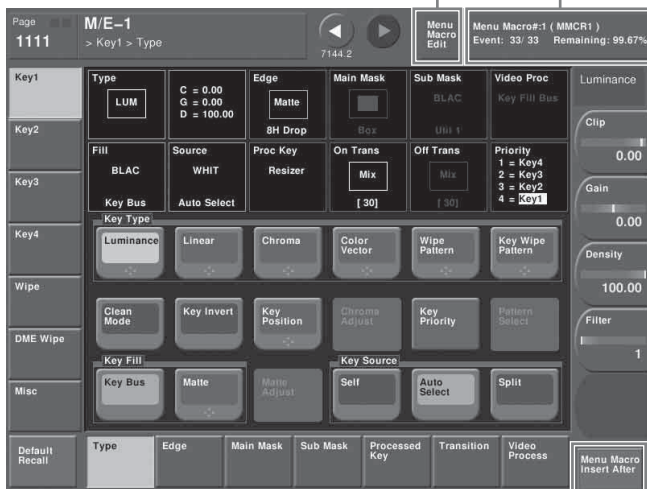 Page
1111
M/E–1
> Key1 > Type
7144.2
Menu Macro Edit
Menu Macro#:1 ( MMCR1 )
Event: 33/ 33 Remaining: 99.67%
Key1
Key2
Key3
Key4
Wipe
DME Wipe
Misc
Default Recall
Type
LUM
C = 0.00
G = 0.00
D = 100.00
Edge
Matte
8H Drop
Main Mask
Box
Sub Mask
BLAC
Util 1
Video Proc
Key Fill Bus
Fill
BLAC
Key Bus
Source
WHIT
Auto Select
Proc Key
Resizer
On Trans
Mix
[ 30]
Off Trans
Mix
[ 30]
Priority
1 = Key4
2 = Key3
3 = Key2
4 = Key1
Key Type
Luminance
Linear
Chroma
Color Vector
Wipe Pattern
Key Wipe Pattern
Clean Mode
Key Invert
Key Position
Chroma Adjust
Key Priority
Pattern Select
Key Fill
Key Bus
Matte
Matte Adjust
Key Source
Self
Auto Select
Split
Luminance
Clip
0.00
Gain
0.00
Density
100.00
Filter
1
Type
Edge
Main Mask
Sub Mask
Processed Key
Transition
Video Process
Menu Macro Insert After